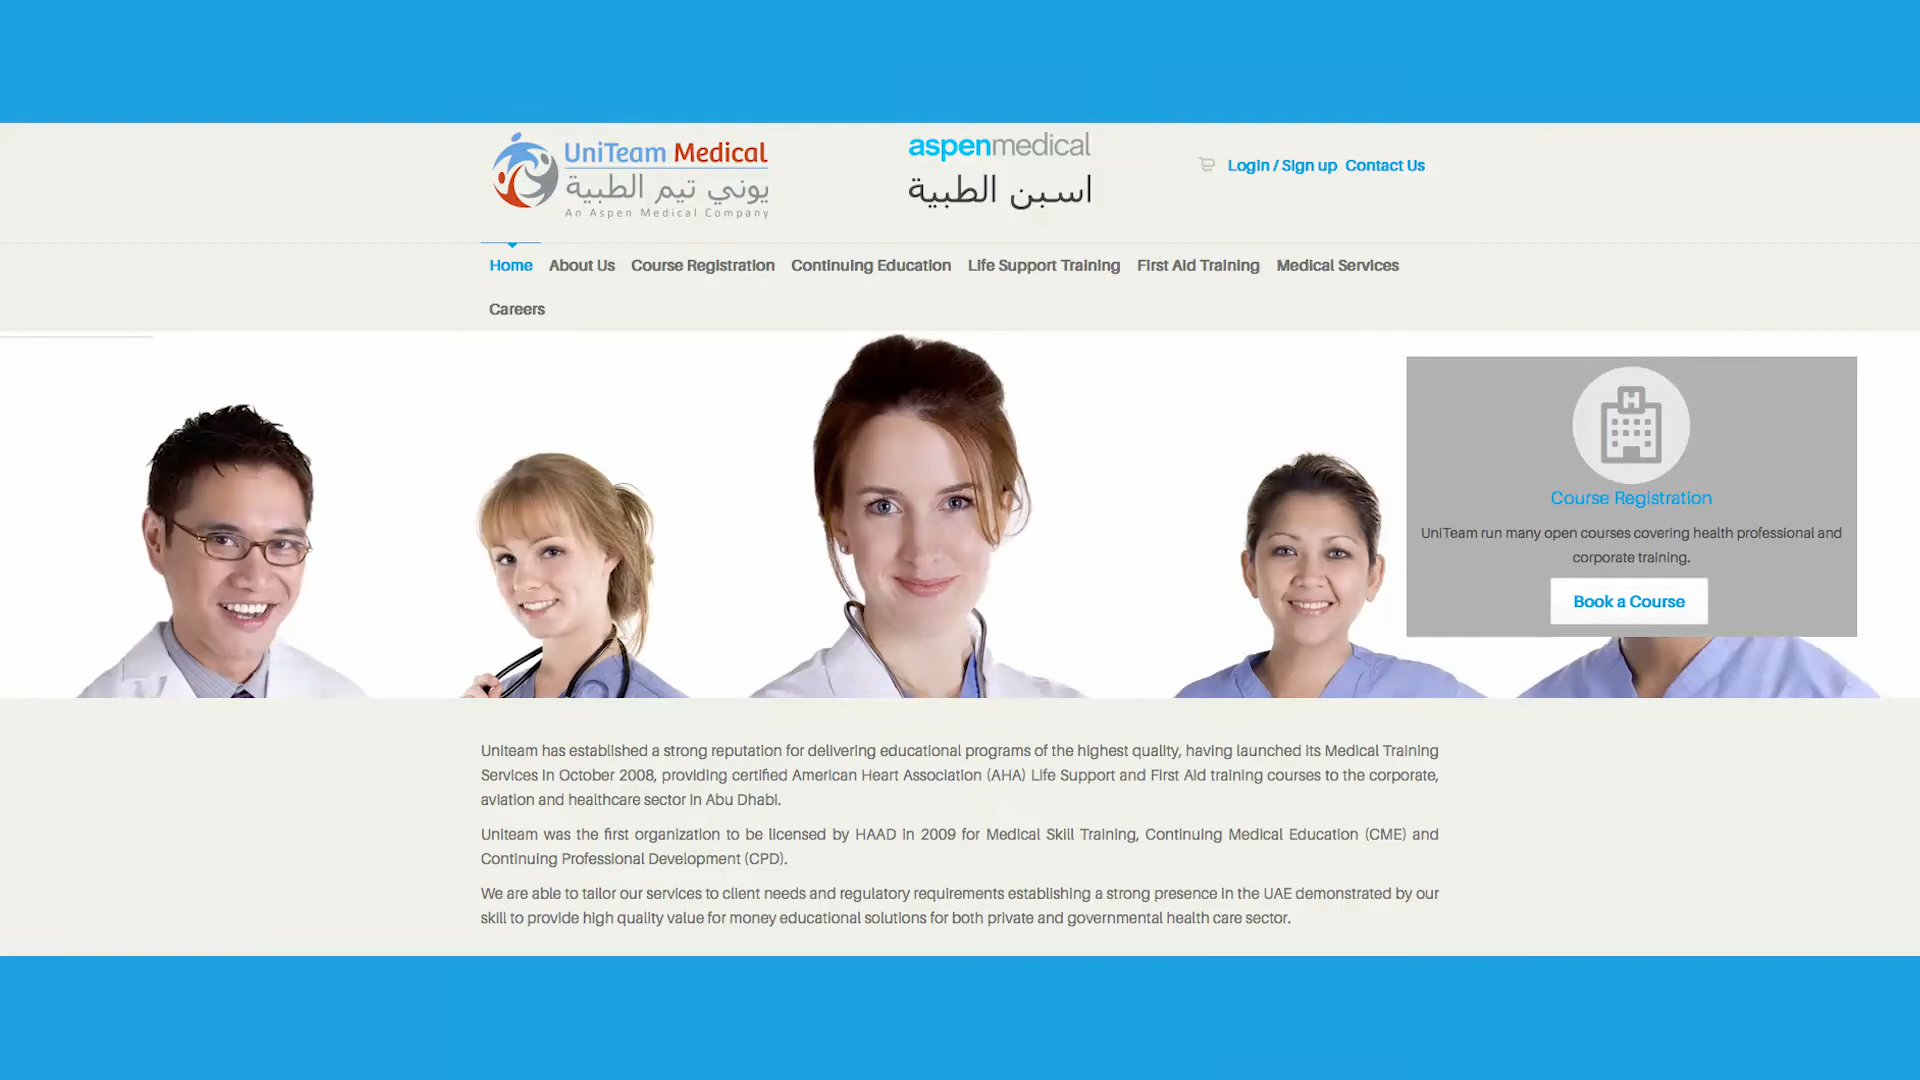 UniTeam Medical
يوني تيم الطبية
An Aspen Medical Company
aspenmedical
اسبن الطبية
Login / Sign up Contact Us
Home About Us Course Registration Continuing Education Life Support Training First Aid Training Medical Services
Careers
H
Course Registration
UniTeam run many open courses covering health professional and
corporate training.
Book a Course
Uniteam has established a strong reputation for delivering educational programs of the highest quality, having launched its Medical Training
Services in October 2008, providing certified American Heart Association (AHA) Life Support and First Aid training courses to the corporate,
aviation and healthcare sector in Abu Dhabi.
Uniteam was the first organization to be licensed by HAAD in 2009 for Medical Skill Training, Continuing Medical Education (CME) and
Continuing Professional Development (CPD).
We are able to tailor our services to client needs and regulatory requirements establishing a strong presence in the UAE demonstrated by our
skill to provide high quality value for money educational solutions for both private and governmental health care sector.